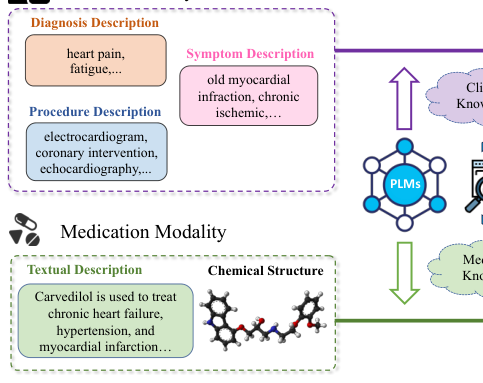 Diagnosis Description
heart pain,
fatigue,...
Symptom Description
old myocardial
infraction, chronic
ischemic,...
Procedure Description
electrocardiogram,
coronary intervention,
echocardiography,...
PLMs
Medication Modality
Textual Description
Carvedilol is used to treat
chronic heart failure,
hypertension, and
myocardial infarction...
Chemical Structure